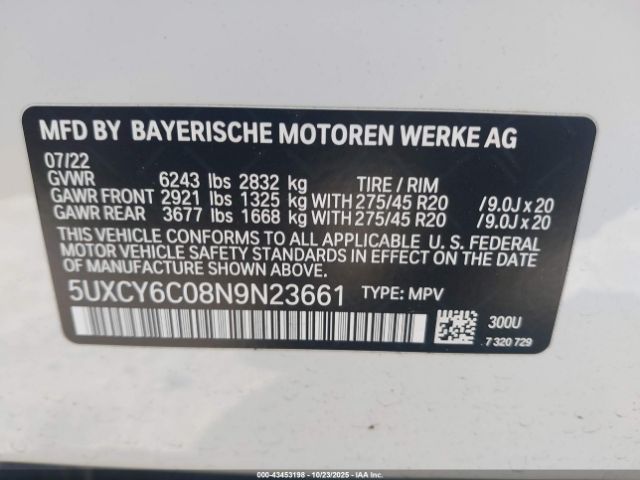 MFD BY BAYERISCHE MOTOREN WERKE AG
07/22
GVWR 6243 lbs 2832 kg TIRE / RIM
GAWR FRONT 2921 lbs 1325 kg WITH 275/45 R20 /9.0J x 20
GAWR REAR 3677 lbs 1668 kg WITH 275/45 R20 /9.0J x 20
THIS VEHICLE CONFORMS TO ALL APPLICABLE U. S. FEDERAL
MOTOR VEHICLE SAFETY STANDARDS IN EFFECT ON THE
DATE OF MANUFACTURE SHOWN ABOVE.
5UXCY6C08N9N23661 TYPE: MPV
300U
7 320 729
000-43453198 - 10/23/2025 - IAAI.COM